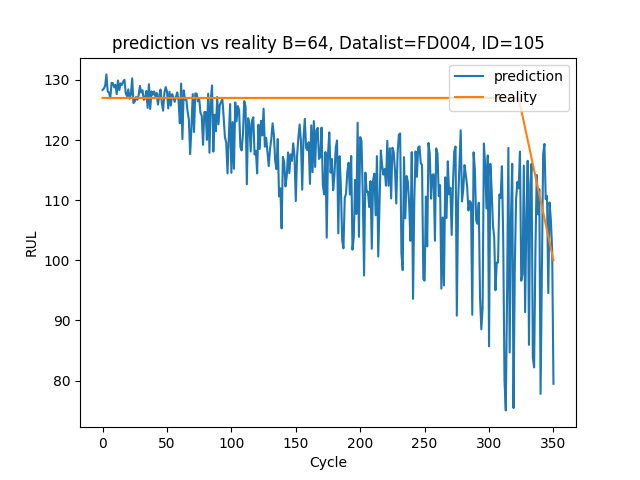 prediction vs reality B=64, Datalist=FD004, ID=105
prediction
reality
130
120
110
100
90
80
RUL
0 50 100 150 200 250 300 350
Cycle